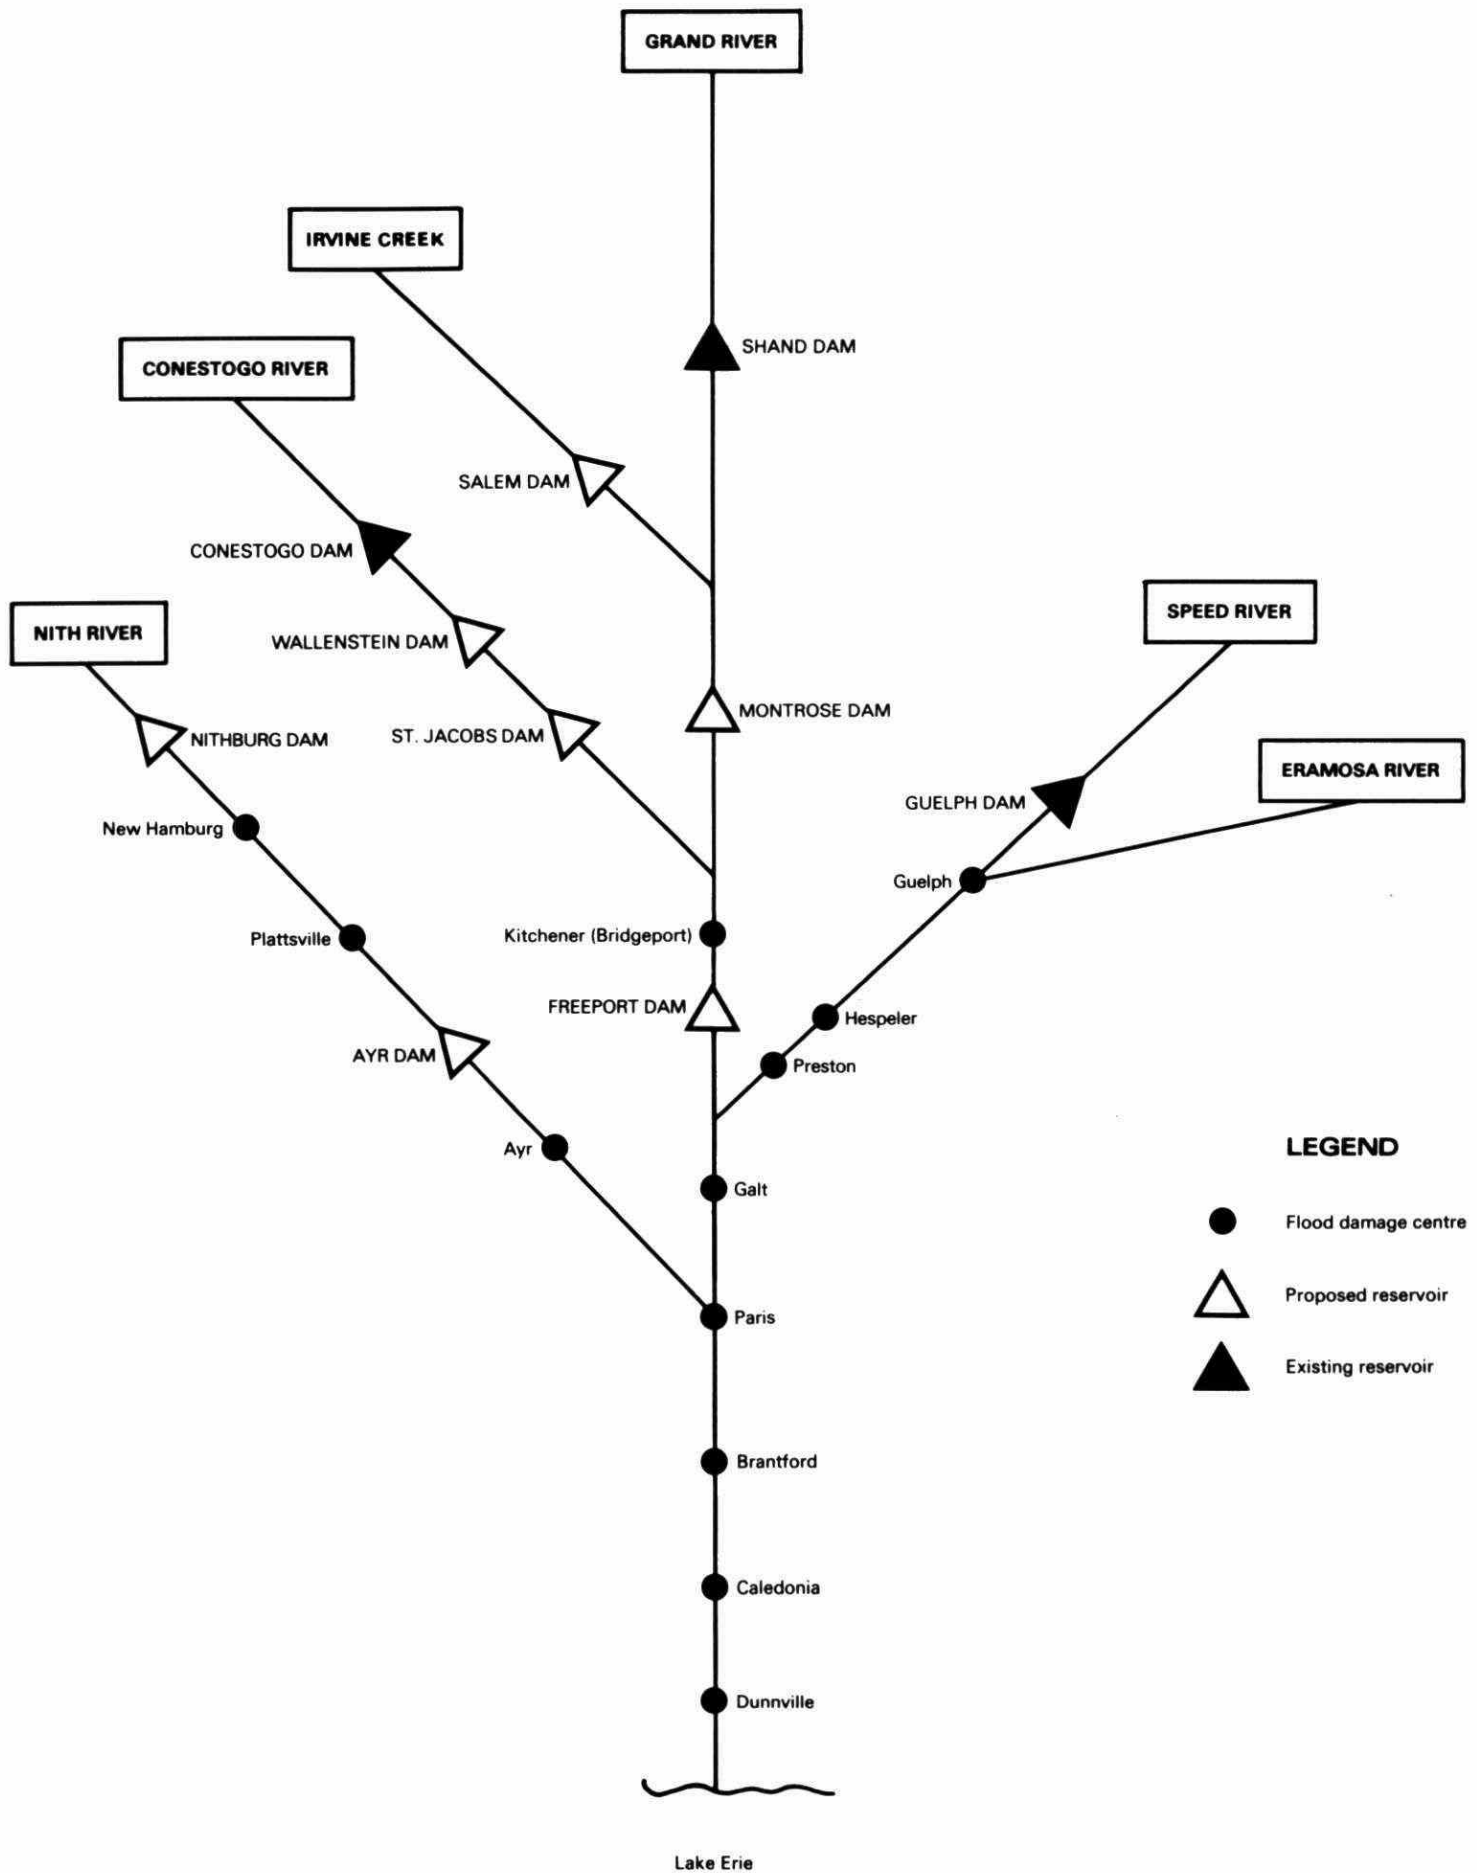 GRAND RIVER
IRVINE CREEK
SHAND DAM
CONESTOGO RIVER
SALEM DAM
CONESTOGO DAM
SPEED RIVER
NITH RIVER
WALLENSTEIN DAM
MONTROSE DAM
ST. JACOBS DAM
NITHBURG DAM
ERAMOSA RIVER
GUELPH DAM
New Hamburg
Guelph
Kitchener (Bridgeport)
Plattsville
FREEPORT DAM
Hespeler
AYR DAM
Preston
Ayr
Galt
Paris
Brantford
Caledonia
Dunnville
Lake Erie
LEGEND
Flood damage centre
Proposed reservoir
Existing reservoir